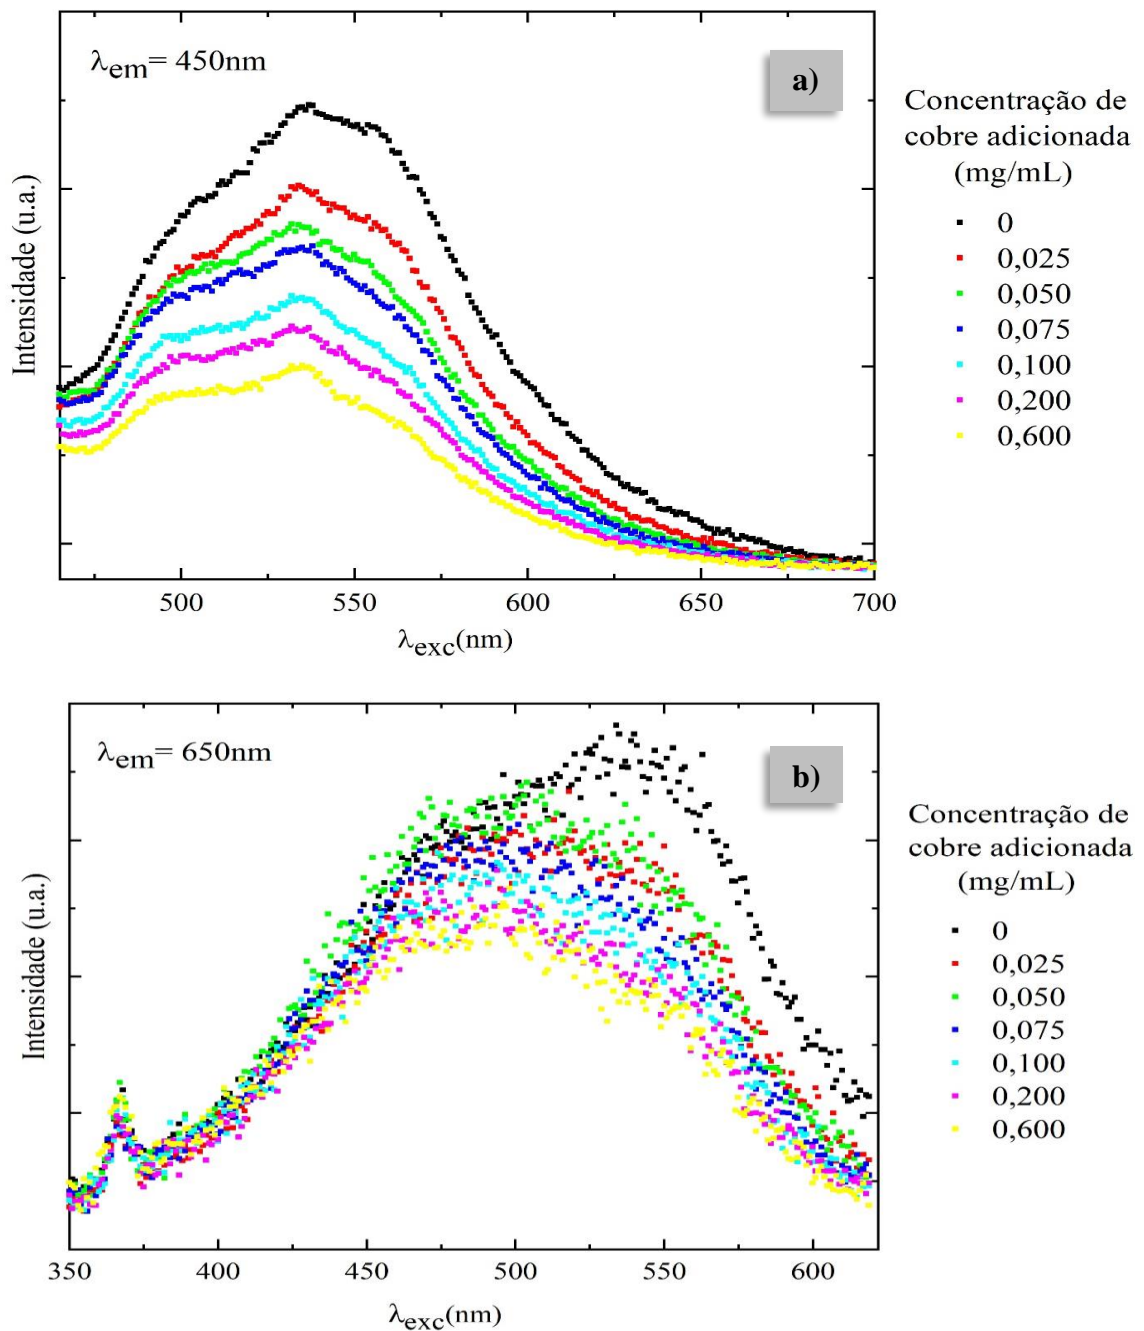 λem= 450nm
a)
Intensidade (u.a.)
500 550 600 650 700
λexc(nm)
Concentração de
cobre adicionada
(mg/mL)
0
0,025
0,050
0,075
0,100
0,200
0,600
λem= 650nm
b)
Intensidade (u.a.)
350 400 450 500 550 600
λexc(nm)
Concentração de
cobre adicionada
(mg/mL)
0
0,025
0,050
0,075
0,100
0,200
0,600